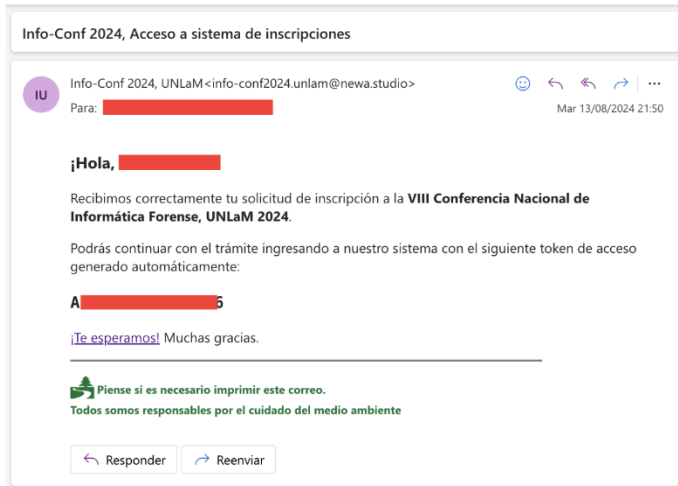 Info-Conf 2024, Acceso a sistema de inscripciones
IU
Info-Conf 2024, UNLaM<info-conf2024.unlam@newa.studio>
Para:
Mar 13/08/2024 21:50
¡Hola,
Recibimos correctamente tu solicitud de inscripción a la VIII Conferencia Nacional de
Informática Forense, UNLaM 2024.
Podrás continuar con el trámite ingresando a nuestro sistema con el siguiente token de acceso
generado automáticamente:
A 6
¡Te esperamos! Muchas gracias.
Piense si es necesario imprimir este correo.
Todos somos responsables por el cuidado del medio ambiente
Responder
Reenviar